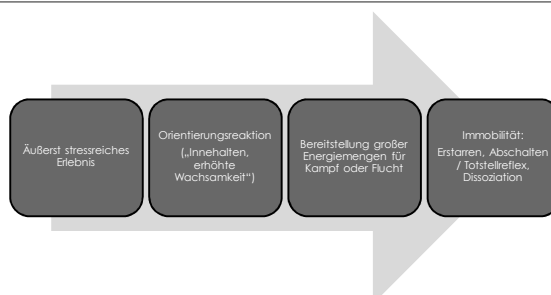 Äußerst stressreiches
Erlebnis
Orientierungsreaktion
(„Innehalten,
erhöhte
Wachsamkeit“)
Bereitstellung großer
Energiemengen für
Kampf oder Flucht
Immobilität:
Erstarren, Abschalten
/ Totstellreflex,
Dissoziation